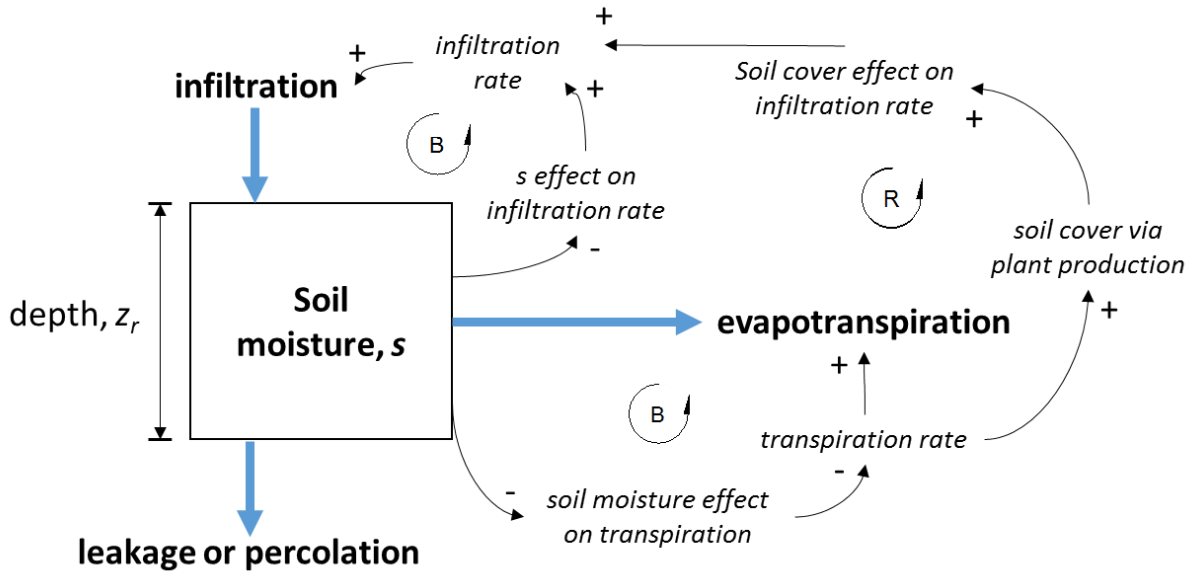 +
infiltration
rate
+
Soil cover effect on
infiltration rate
infiltration
+
+
B
s effect on
infiltration rate
R
-
soil cover via
plant production
depth, zr
Soil
moisture, s
evapotranspiration
+
+
B
transpiration rate
-
-
soil moisture effect
on transpiration
leakage or percolation